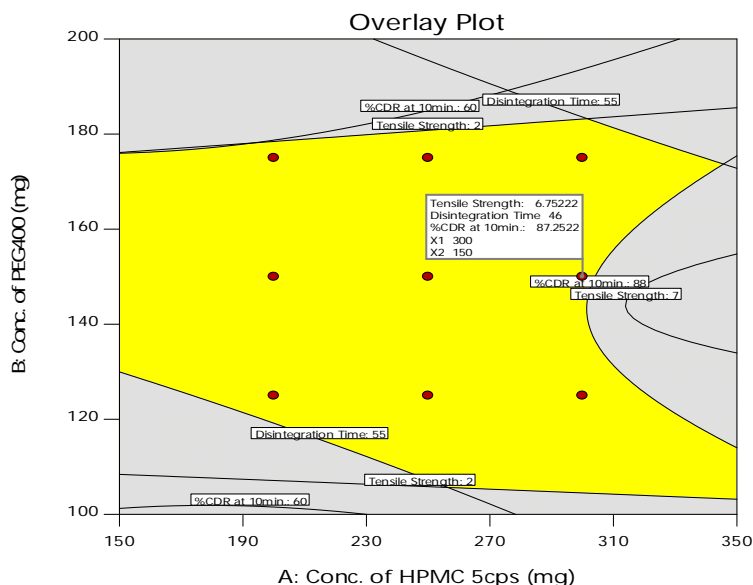 Overlay Plot
200
180
160
140
120
100
150
190
230
270
310
350
B: Conc. of PEG400 (mg)
A: Conc. of HPMC 5cps (mg)
%CDR at 10min.: 60
Disintegration Time: 55
Tensile Strength: 2
Tensile Strength: 6.75222
Disintegration Time 46
%CDR at 10min.: 87.2522
X1 300
X2 150
%CDR at 10min.: 88
Tensile Strength: 7
Disintegration Time: 55
Tensile Strength: 2
%CDR at 10min.: 60